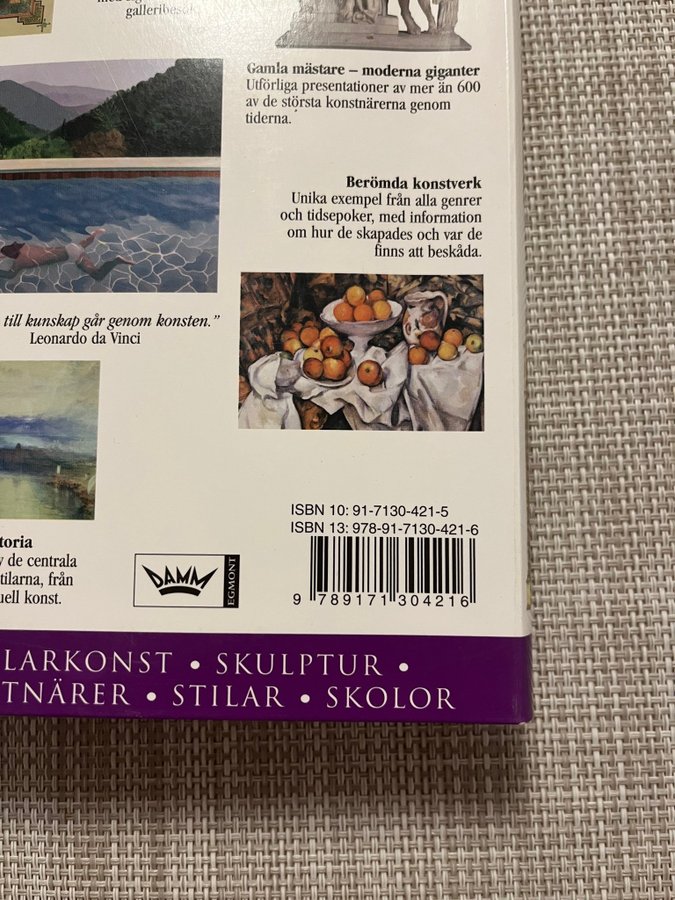 galleribesök
Gamla mästare – moderna giganter
Utförliga presentationer av mer än 600
av de största konstnärerna genom
tiderna.
Berömda konstverk
Unika exempel från alla genrer
och tidsepoker, med information
om hur de skapades och var de
finns att beskåda.
till kunskap går genom konsten.”
Leonardo da Vinci
ISBN 10: 91-7130-421-5
ISBN 13: 978-91-7130-421-6
toria
de centrala
tilarna, från
uell konst.
DAMM
EGMONT
9 789171 304216
LARKONST • SKULPTUR •
TNÄRER • STILAR • SKOLOR